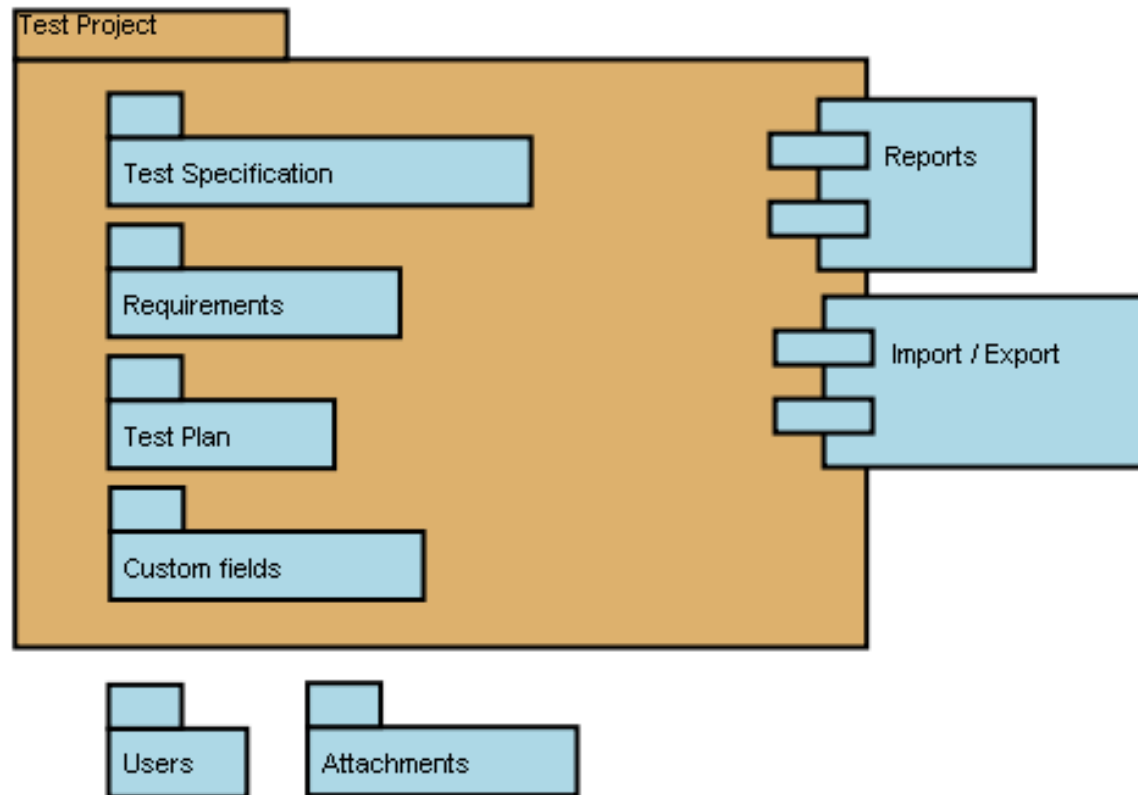 Test Project
Test Specification
Reports
Requirements
Import / Export
Test Plan
Custom fields
Users
Attachments